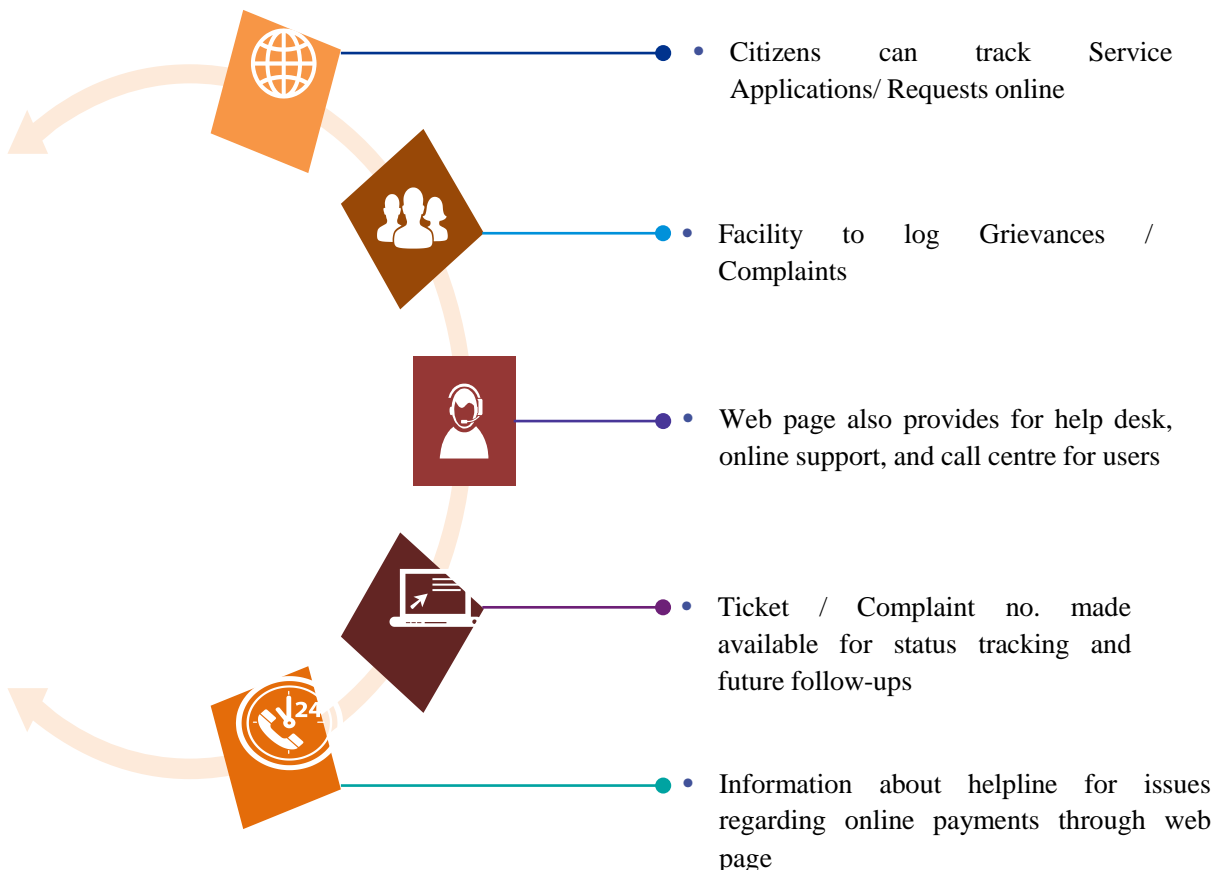 • Citizens can track Service
Applications/ Requests online
• Facility to log Grievances /
Complaints
• Web page also provides for help desk,
online support, and call centre for users
• Ticket / Complaint no. made
available for status tracking and
future follow-ups
24
• Information about helpline for issues
regarding online payments through web
page